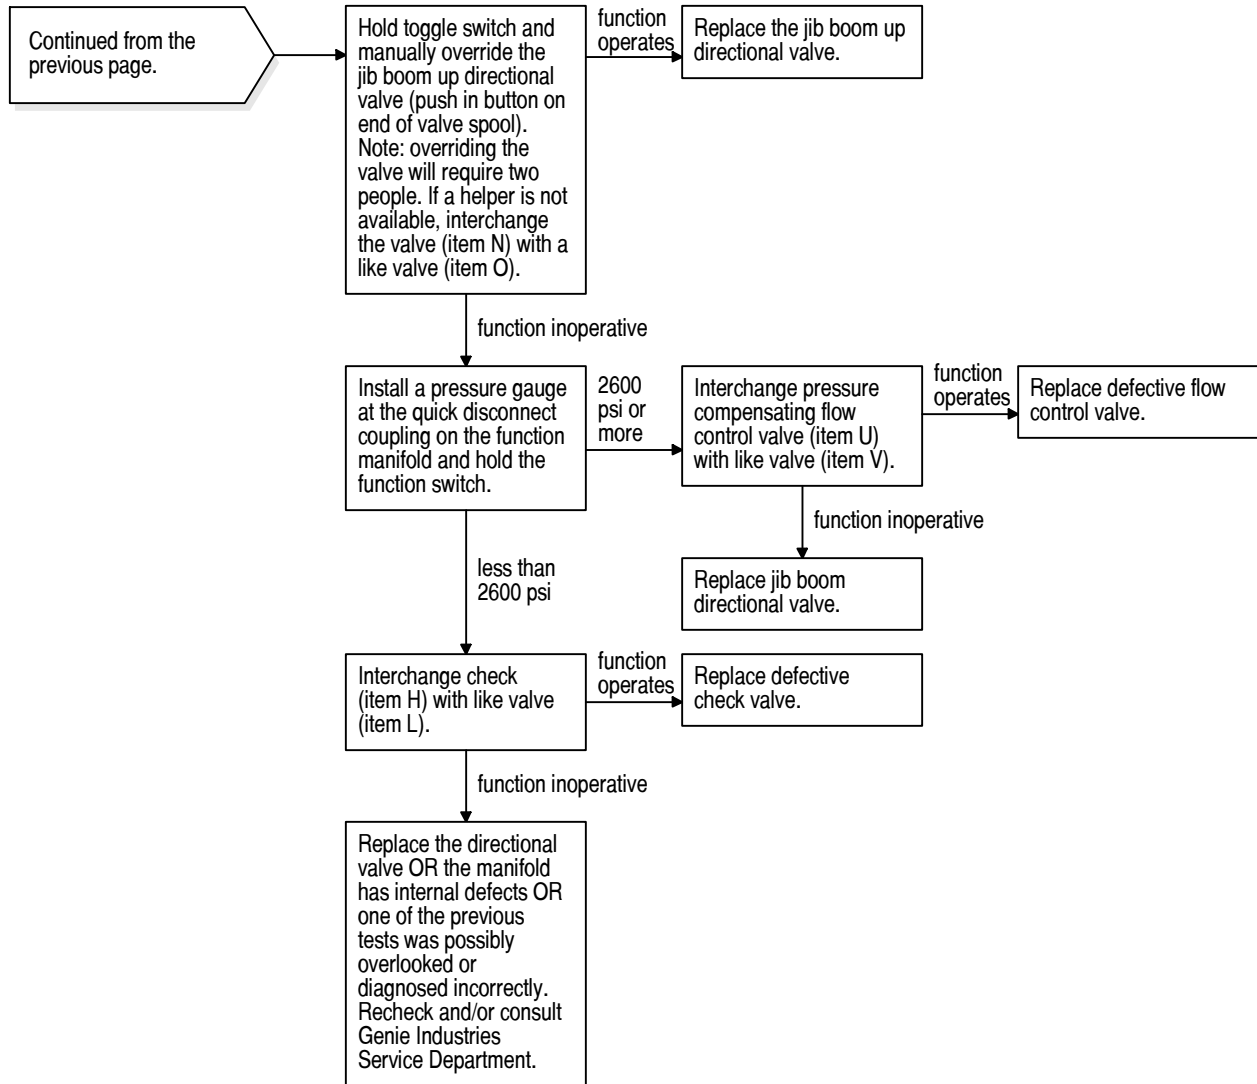 Continued from the
previous page.
Hold toggle switch and
manually override the
jib boom up directional
valve (push in button on
end of valve spool).
Note: overriding the
valve will require two
people. If a helper is not
available, interchange
the valve (item N) with a
like valve (item O).
function
operates
Replace the jib boom up
directional valve.
function inoperative
Install a pressure gauge
at the quick disconnect
coupling on the function
manifold and hold the
function switch.
2600
psi or
more
Interchange pressure
compensating flow
control valve (item U)
with like valve (item V).
function
operates
Replace defective flow
control valve.
function inoperative
Replace jib boom
directional valve.
less than
2600 psi
Interchange check
(item H) with like valve
(item L).
function
operates
Replace defective
check valve.
function inoperative
Replace the directional
valve OR the manifold
has internal defects OR
one of the previous
tests was possibly
overlooked or
diagnosed incorrectly.
Recheck and/or consult
Genie Industries
Service Department.